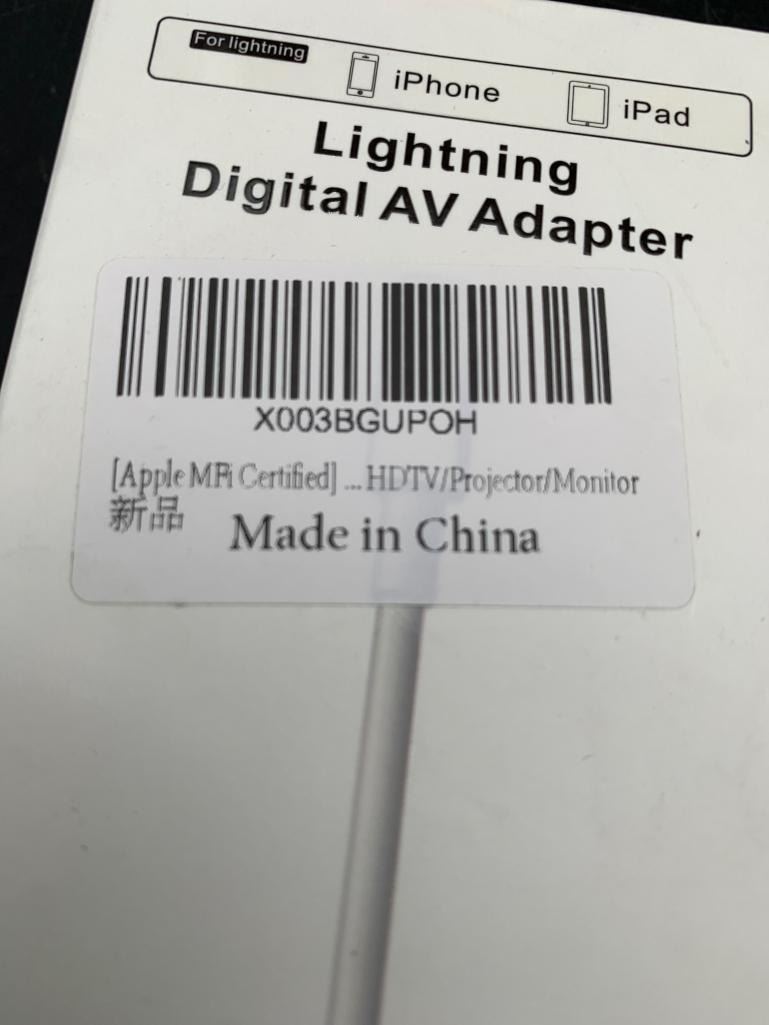 For lightning
iPhone
iPad
Lightning
Digital AV Adapter
X003BGUPOH
[Apple MFi Certified] ... HDTV/Projector/Monitor
新品
Made in China